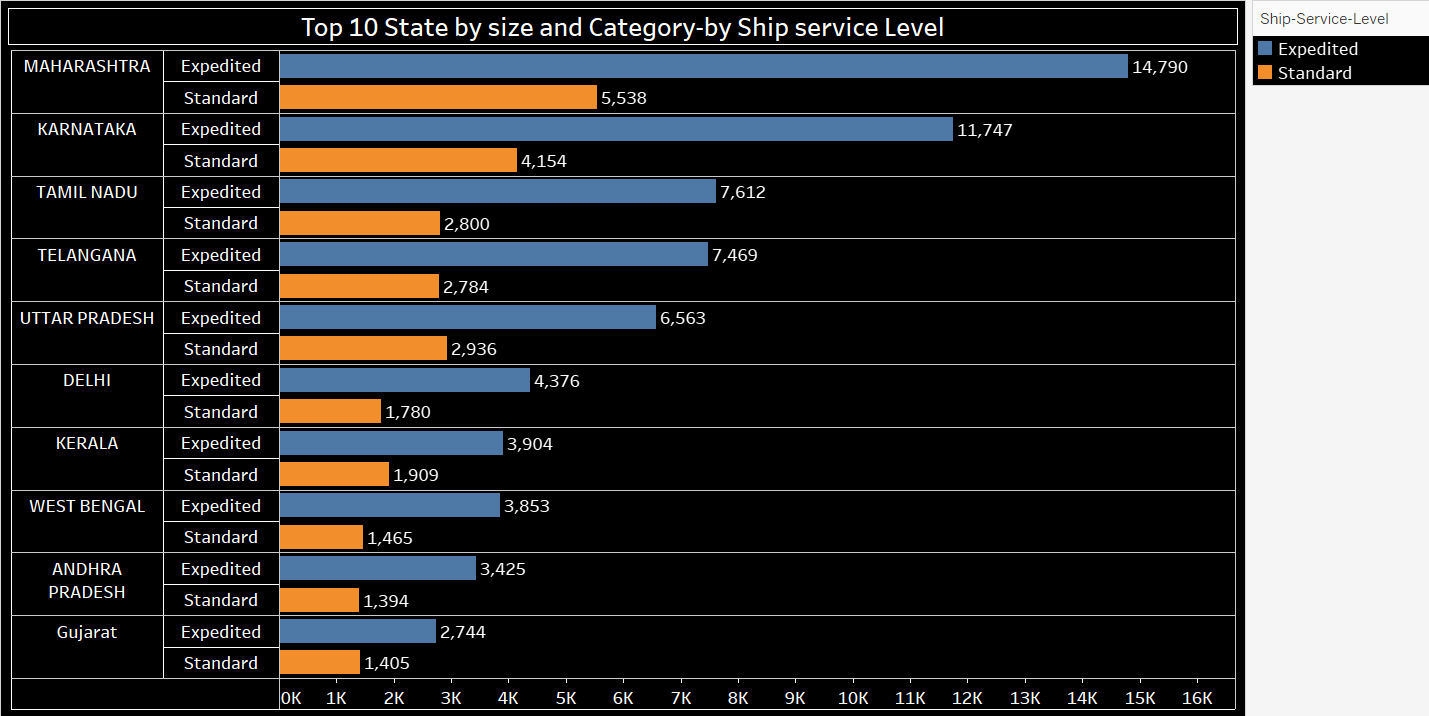 Top 10 State by size and Category-by Ship service Level
Ship-Service-Level
Expedited
Standard
MAHARASHTRA Expedited 14,790
Standard 5,538
KARNATAKA Expedited 11,747
Standard 4,154
TAMIL NADU Expedited 7,612
Standard 2,800
TELANGANA Expedited 7,469
Standard 2,784
UTTAR PRADESH Expedited 6,563
Standard 2,936
DELHI Expedited 4,376
Standard 1,780
KERALA Expedited 3,904
Standard 1,909
WEST BENGAL Expedited 3,853
Standard 1,465
ANDHRA Expedited 3,425
PRADESH Standard 1,394
Gujarat Expedited 2,744
Standard 1,405
0K 1K 2K 3K 4K 5K 6K 7K 8K 9K 10K 11K 12K 13K 14K 15K 16K